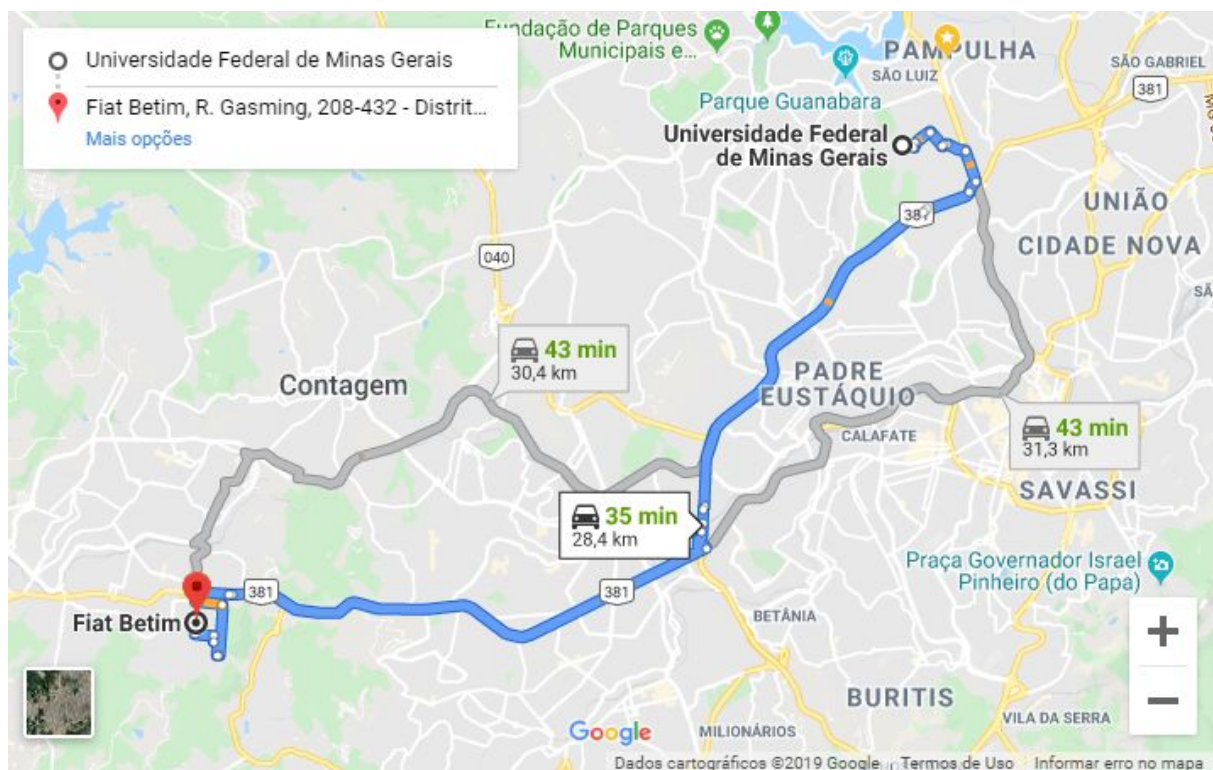 Universidade Federal de Minas Gerais
Fiat Betim, R. Gasming, 208-432 - Distrit...
Mais opções
Fundação de Parques
Municipais e...
PAMPULHA
SÃO LUIZ
SÃO GABRIEL
381
Parque Guanabara
Universidade Federal
de Minas Gerais
381
UNIÃO
CIDADE NOVA
SÃ
040
43 min
30,4 km
Contagem
PADRE
EUSTÁQUIO
CALAFATE
43 min
31,3 km
SAVASSI
35 min
28,4 km
Praça Governador Israel
Pinheiro (do Papa)
381
381
Fiat Betim
BETÂNIA
+
−
BURITIS
VILA DA SERRA
Google
MILIONÁRIOS
Dados cartográficos ©2019 Google
Termos de Uso
Informar erro no mapa